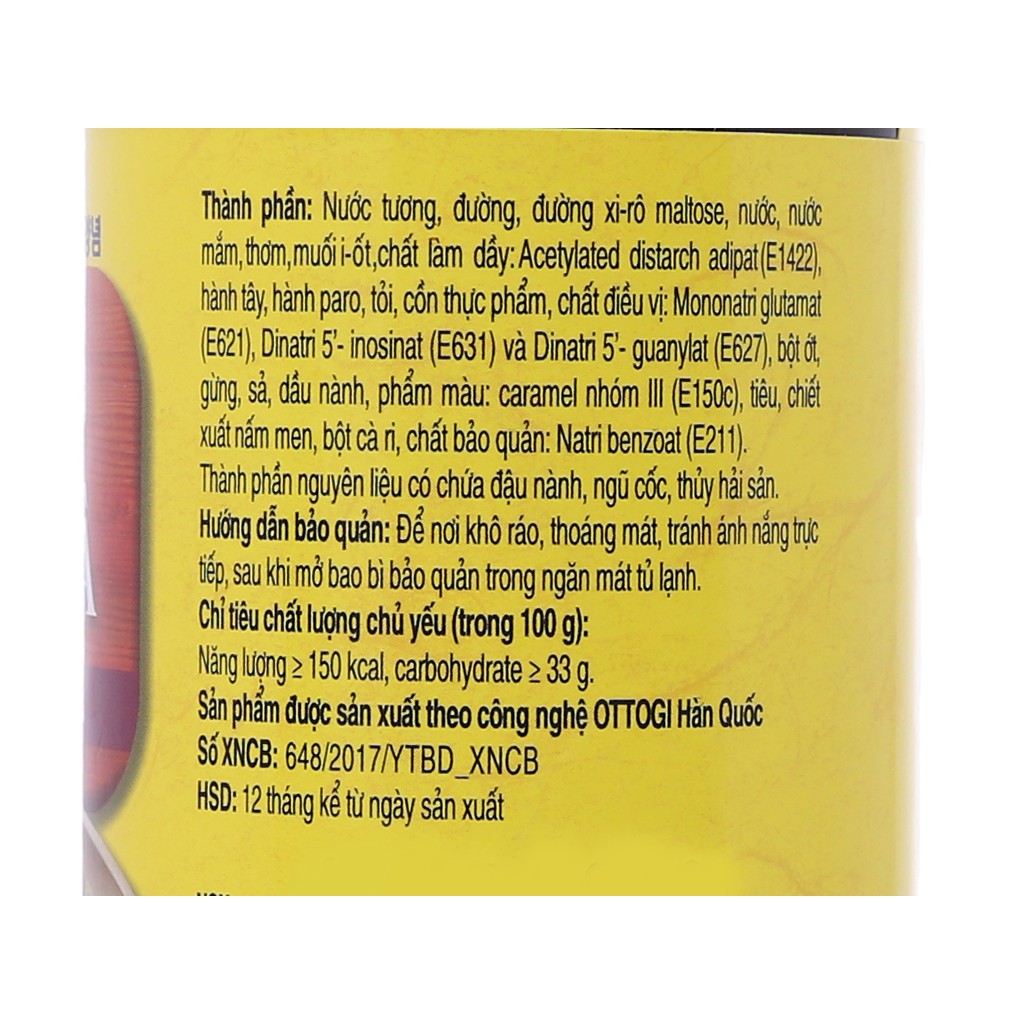 Thành phần: Nước tương, đường, đường xi-rô maltose, nước, nước
mắm, thơm, muối i-ốt, chất làm dầy: Acetylated distarch adipat (E1422),
hành tây, hành paro, tỏi, cồn thực phẩm, chất điều vị: Mononatri glutamat
(E621), Dinatri 5'- inosinat (E631) và Dinatri 5'- guanylat (E627), bột ớt,
gừng, sả, dầu nành, phẩm màu: caramel nhóm III (E150c), tiêu, chiết
xuất nấm men, bột cà ri, chất bảo quản: Natri benzoat (E211).
Thành phần nguyên liệu có chứa đậu nành, ngũ cốc, thủy hải sản.
Hướng dẫn bảo quản: Để nơi khô ráo, thoáng mát, tránh ánh nắng trực
tiếp, sau khi mở bao bì bảo quản trong ngăn mát tủ lạnh.
Chỉ tiêu chất lượng chủ yếu (trong 100 g):
Năng lượng ≥ 150 kcal, carbohydrate ≥ 33 g.
Sản phẩm được sản xuất theo công nghệ OTTOGI Hàn Quốc
Số XNCB: 648/2017/YTBD_XNCB
HSD: 12 tháng kể từ ngày sản xuất